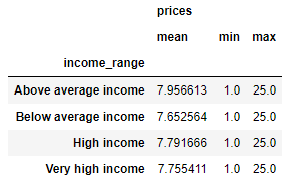 prices
mean min max
income_range
Above average income 7.956613 1.0 25.0
Below average income 7.652564 1.0 25.0
High income 7.791666 1.0 25.0
Very high income 7.755411 1.0 25.0